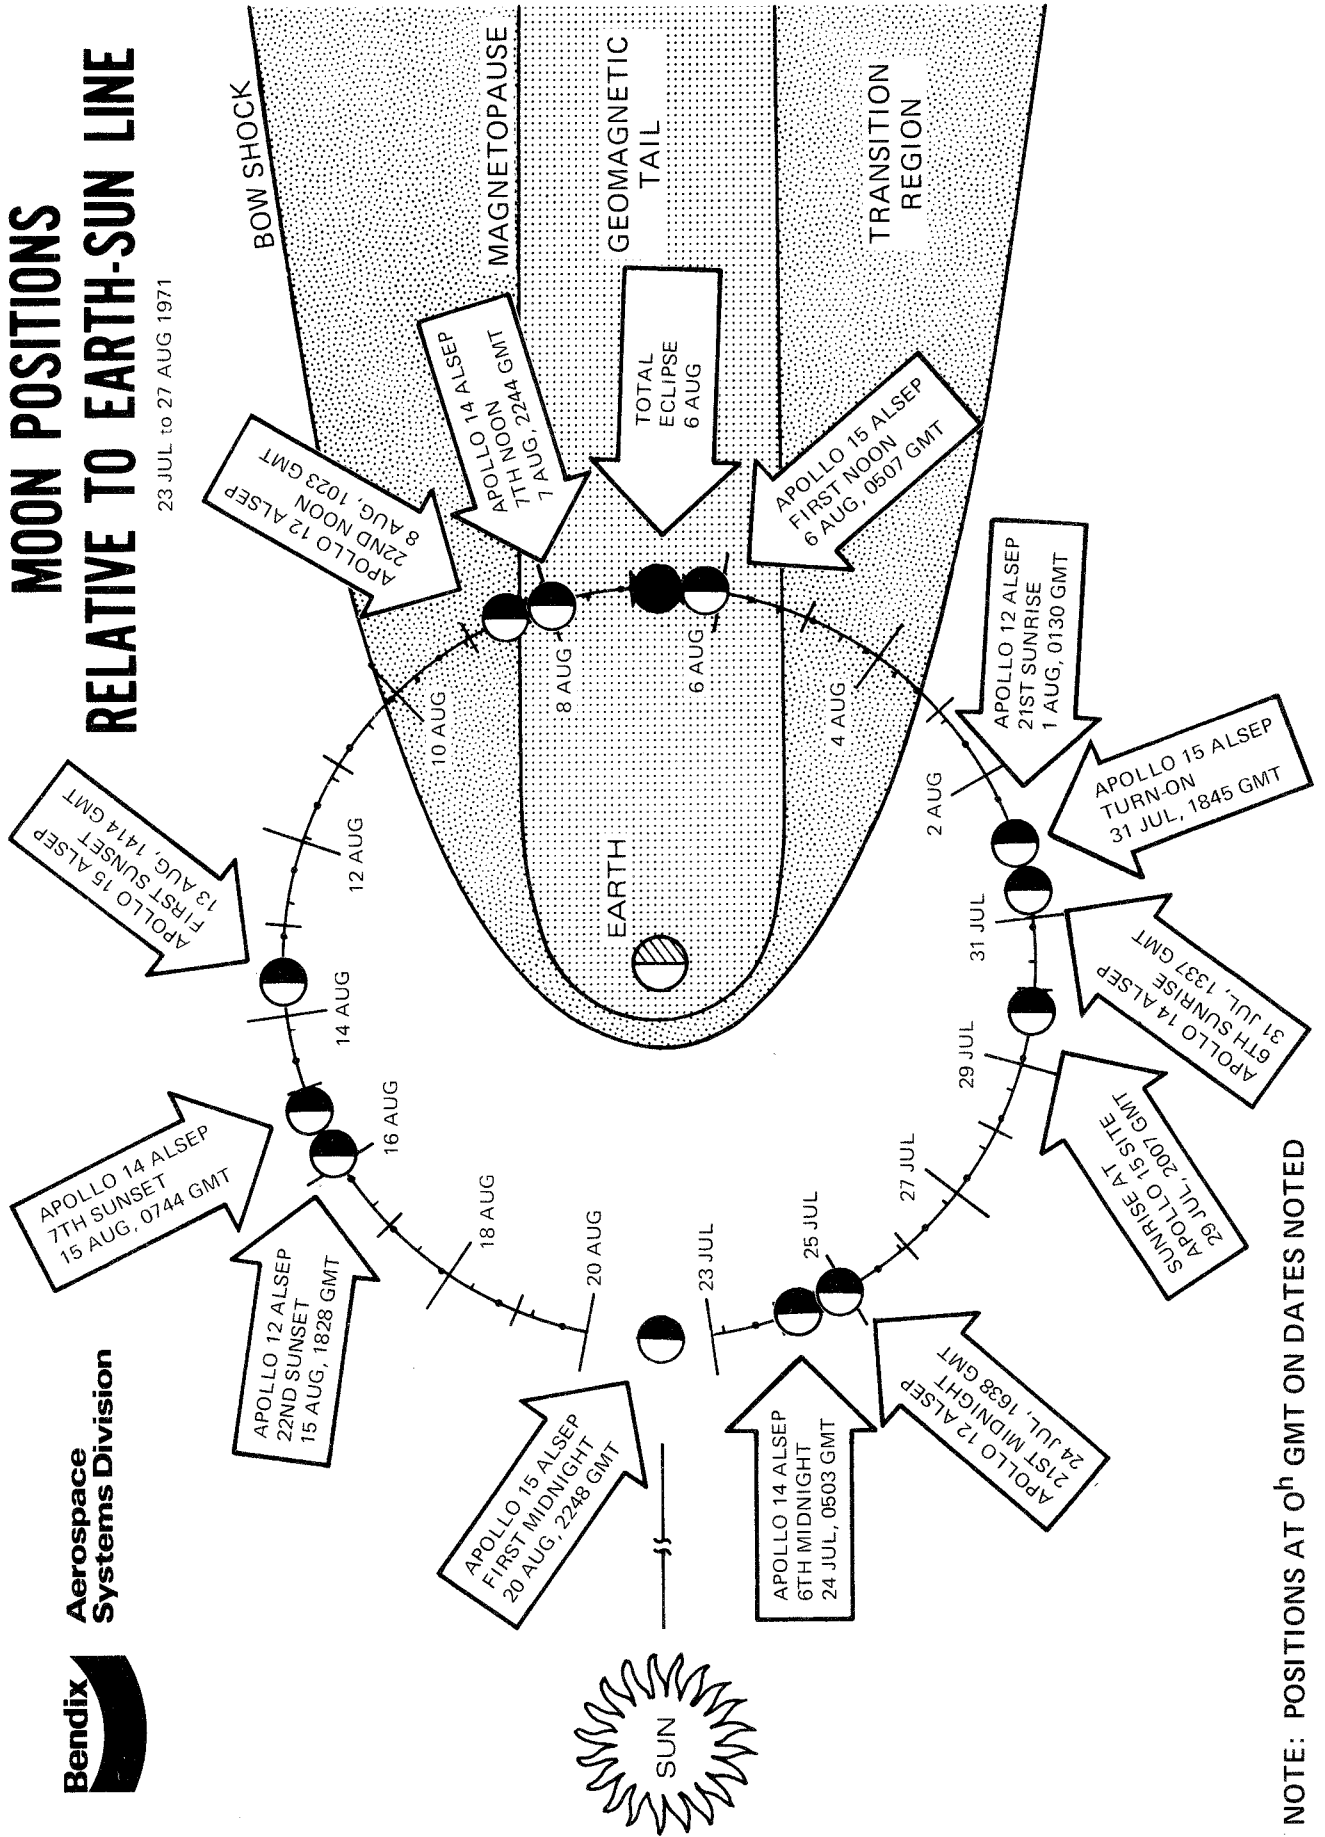 MOON POSITIONS
RELATIVE TO EARTH-SUN LINE
23 JUL to 27 AUG 1971
Bendix
Aerospace
Systems Division
BOW SHOCK
MAGNETOPAUSE
GEOMAGNETIC
TAIL
TRANSITION
REGION
EARTH
SUN
APOLLO 15 ALSEP
FIRST MIDNIGHT
20 AUG, 2248 GMT
APOLLO 12 ALSEP
22ND SUNSET
15 AUG, 1828 GMT
APOLLO 14 ALSEP
7TH SUNSET
15 AUG, 0744 GMT
APOLLO 15 ALSEP
FIRST SUNSET
13 AUG, 1414 GMT
APOLLO 12 ALSEP
22ND NOON
8 AUG, 1023 GMT
APOLLO 14 ALSEP
7TH NOON
7 AUG, 2244 GMT
TOTAL
ECLIPSE
6 AUG
APOLLO 15 ALSEP
FIRST NOON
6 AUG, 0507 GMT
APOLLO 12 ALSEP
21ST SUNRISE
1 AUG, 0130 GMT
APOLLO 15 ALSEP
TURN-ON
31 JUL, 1845 GMT
APOLLO 14 ALSEP
6TH SUNRISE
31 JUL, 1337 GMT
SUNRISE AT
APOLLO 15 SITE
29 JUL, 2007 GMT
APOLLO 12 ALSEP
21ST MIDNIGHT
24 JUL, 1638 GMT
APOLLO 14 ALSEP
6TH MIDNIGHT
24 JUL, 0503 GMT
23 JUL
25 JUL
27 JUL
29 JUL
31 JUL
2 AUG
4 AUG
6 AUG
8 AUG
10 AUG
12 AUG
14 AUG
16 AUG
18 AUG
20 AUG
NOTE: POSITIONS AT 0h GMT ON DATES NOTED